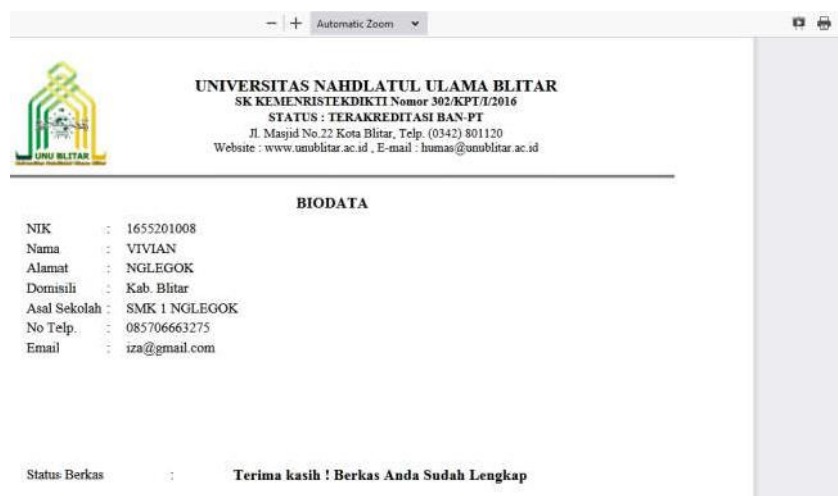 Automatic Zoom
UNIVERSITAS NAHDLATUL ULAMA BLITAR
SK KEMENRISTEKDIKTI Nomor 302/KPT/I/2016
STATUS : TERAKREDITASI BAN-PT
Jl. Masjid No.22 Kota Blitar, Telp. (0342) 801120
Website : www.unublitar.ac.id , E-mail : humas@unublitar.ac.id
UNU BLITAR
BIODATA
NIK : 1655201008
Nama : VIVIAN
Alamat : NGLEGOK
Domisili : Kab. Blitar
Asal Sekolah : SMK 1 NGLEGOK
No Telp. : 085706663275
Email : iza@gmail.com
Status Berkas : Terima kasih ! Berkas Anda Sudah Lengkap